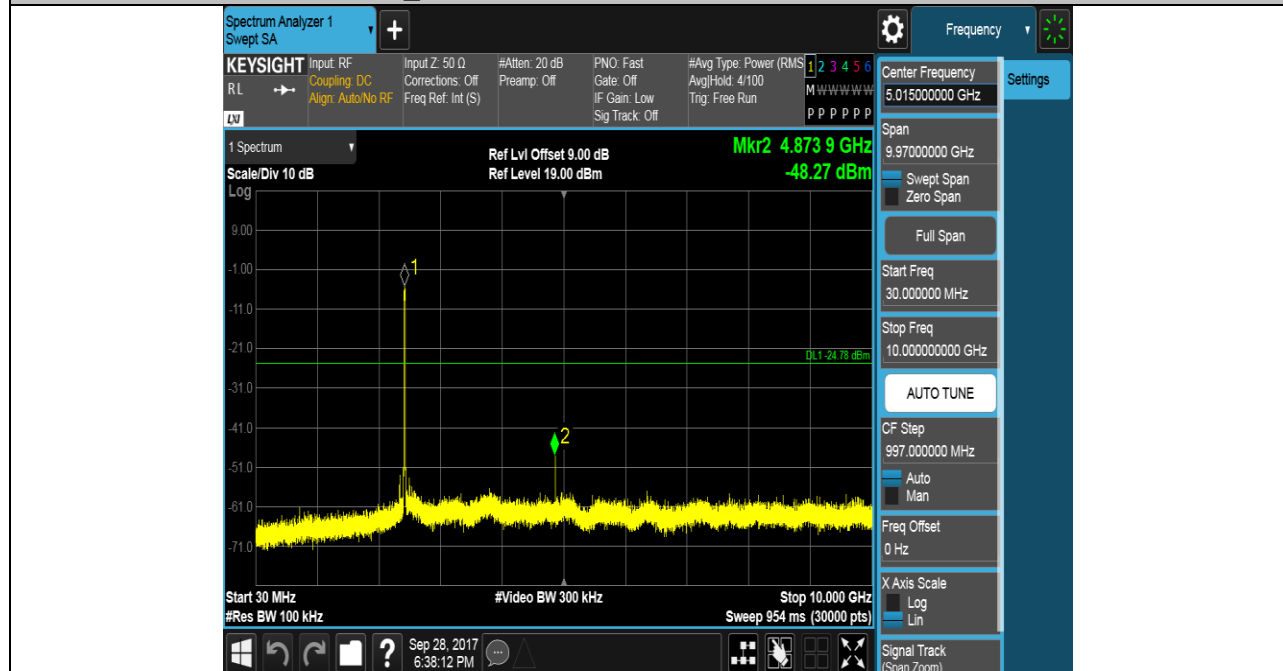 Spectrum Analyzer 1
Swept SA
+
Frequency
KEYSIGHT
RL
LXI
Input: RF
Coupling: DC
Align: Auto/No RF
Input Z: 50 Ω
Corrections: Off
Freq Ref: Int (S)
#Atten: 20 dB
Preamp: Off
PNO: Fast
Gate: Off
IF Gain: Low
Sig Track: Off
#Avg Type: Power (RMS
Avg|Hold: 4/100
Trig: Free Run
1 2 3 4 5 6
M W W W W W
P P P P P P
1 Spectrum
Scale/Div 10 dB
Ref Lvl Offset 9.00 dB
Ref Level 19.00 dBm
Mkr2 4.873 9 GHz
-48.27 dBm
Log
9.00
-1.00
-11.0
-21.0
-31.0
-41.0
-51.0
-61.0
-71.0
1
2
DL1 -24.78 dBm
Start 30 MHz
#Res BW 100 kHz
#Video BW 300 kHz
Stop 10.000 GHz
Sweep 954 ms (30000 pts)
?
Sep 28, 2017
6:38:12 PM
Center Frequency
5.015000000 GHz
Span
9.97000000 GHz
Swept Span
Zero Span
Full Span
Start Freq
30.000000 MHz
Stop Freq
10.000000000 GHz
AUTO TUNE
CF Step
997.000000 MHz
Auto
Man
Freq Offset
0 Hz
X Axis Scale
Log
Lin
Signal Track
(Span Zoom)
Settings